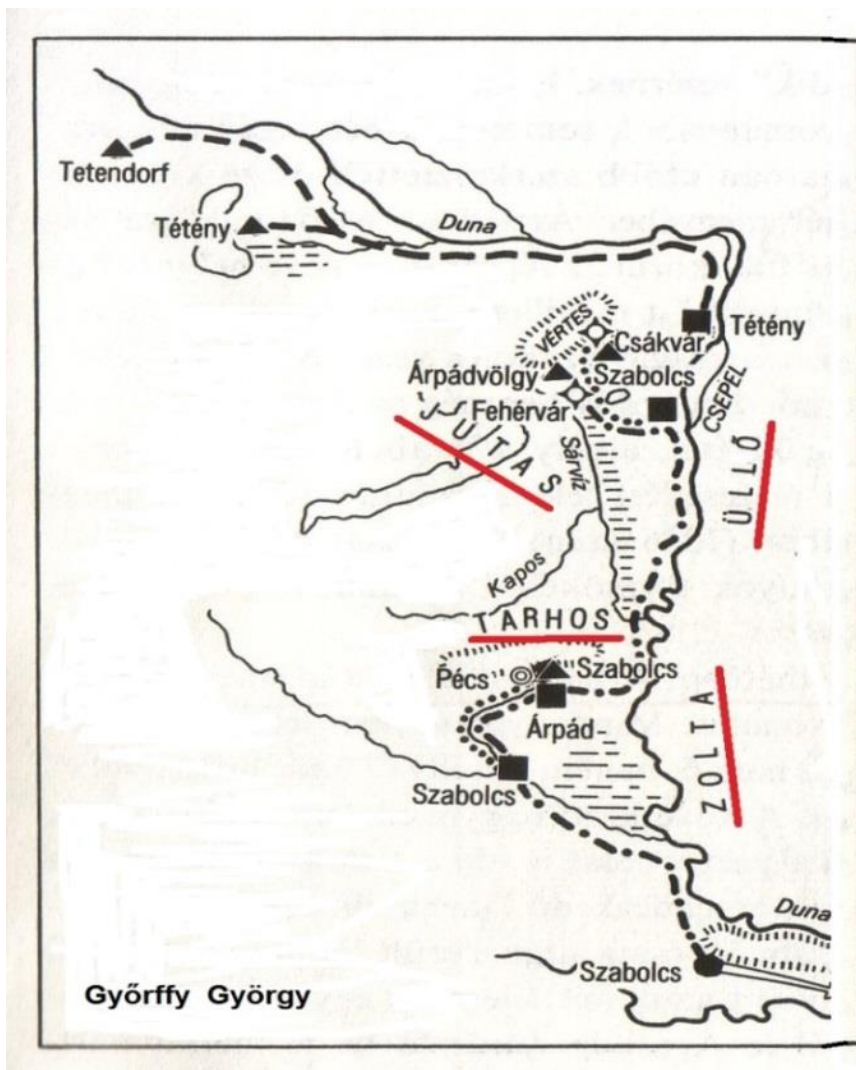 Tetendorf
Tétény
Duna
VÉRTES
Csákvár
Tétény
Árpádvölgy
Szabolcs
Fehérvár
CSEPEL
JUTAS
Sárvíz
ÜLLŐ
Kapos
TARHOS
Pécs
Szabolcs
Árpád
ZOLTA
Szabolcs
Duna
Szabolcs
Győrffy György